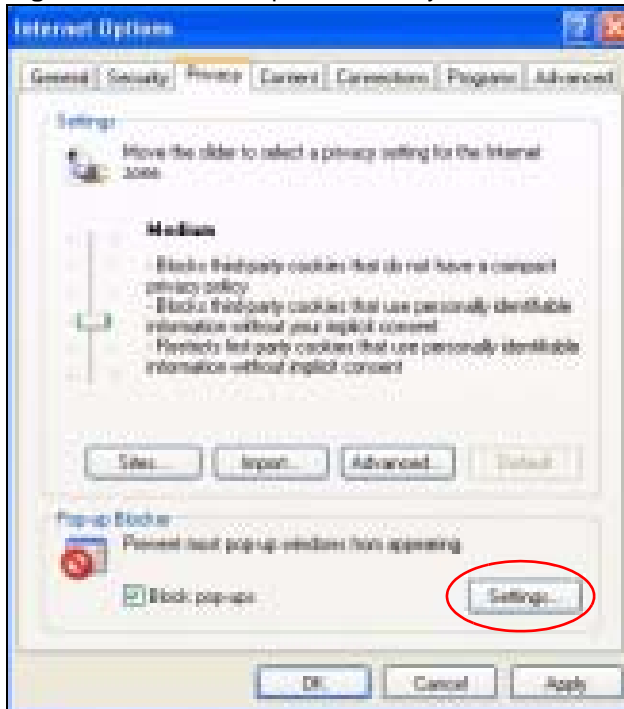 Internet Options
General Security Privacy Content Connections Programs Advanced
Settings
Move the slider to select a privacy setting for the Internet
zone.
Medium
- Blocks third-party cookies that do not have a compact
privacy policy
- Blocks third-party cookies that use personally identifiable
information without your implicit consent
- Restricts first-party cookies that use personally identifiable
information without implicit consent
Sites... Import... Advanced... Default
Pop-up Blocker
Prevent most pop-up windows from appearing.
Block pop-ups Settings...
OK Cancel Apply